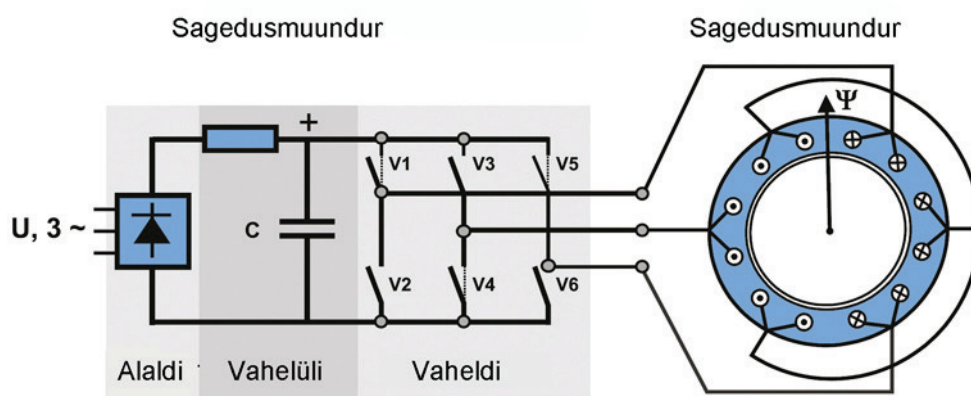 Sagedusmuundur
Sagedusmuundur
Ψ
+
V1
V3
V5
U, 3 ~
C
V2
V4
V6
Alaldi
Vahelüli
Vaheldi